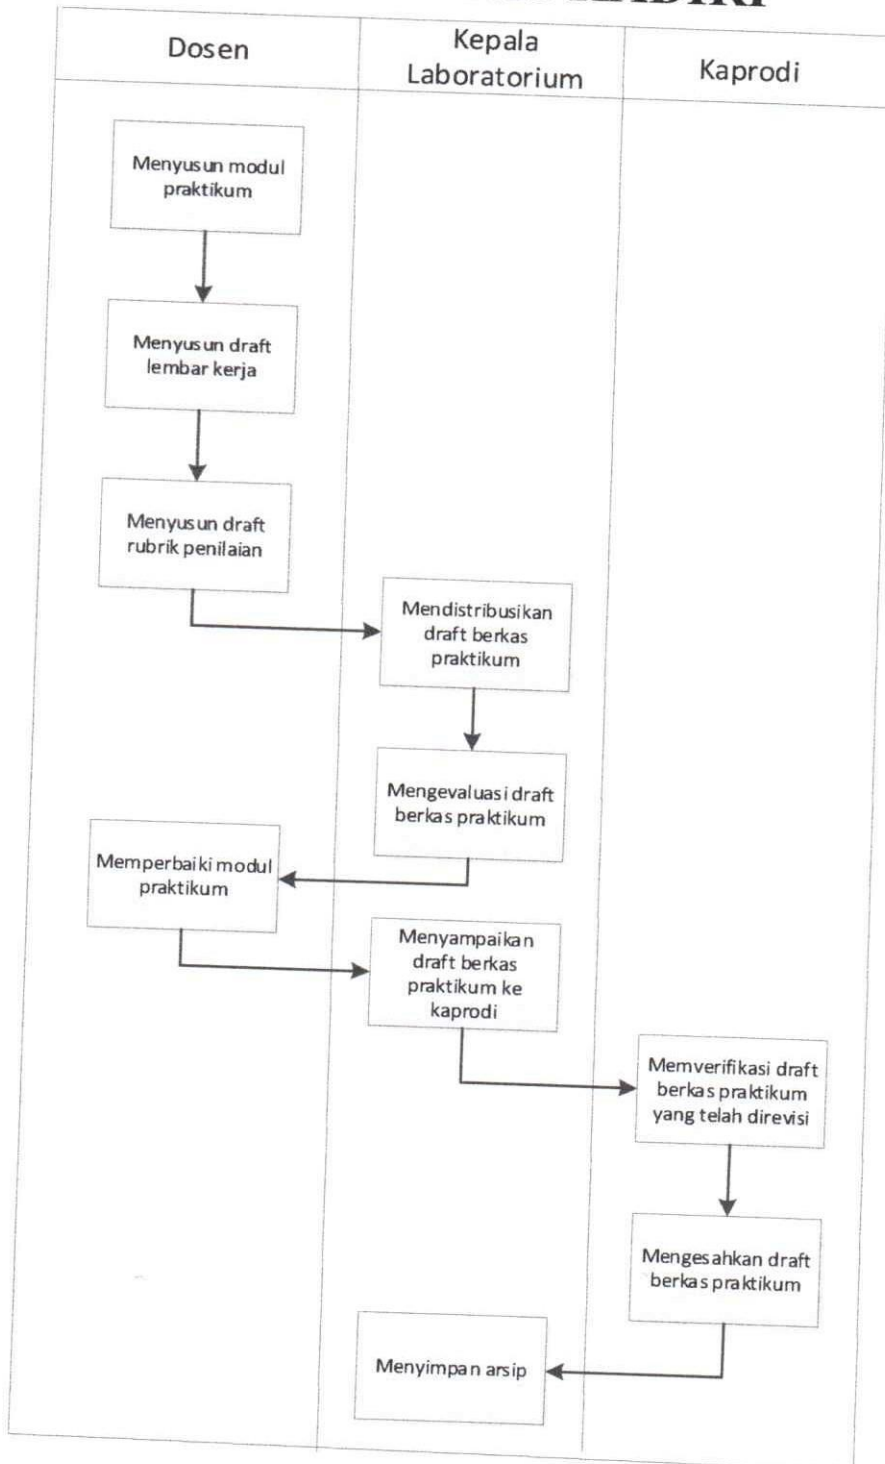 Dosen
Kepala
Laboratorium
Kaprodi
Menyusun modul
praktikum
Menyusun draft
lembar kerja
Menyusun draft
rubrik penilaian
Mendistribusikan
draft berkas
praktikum
Mengevaluasi draft
berkas praktikum
Memperbaiki modul
praktikum
Menyampaikan
draft berkas
praktikum ke
kaprodi
Memverifikasi draft
berkas praktikum
yang telah direvisi
Mengesahkan draft
berkas praktikum
Menyimpan arsip